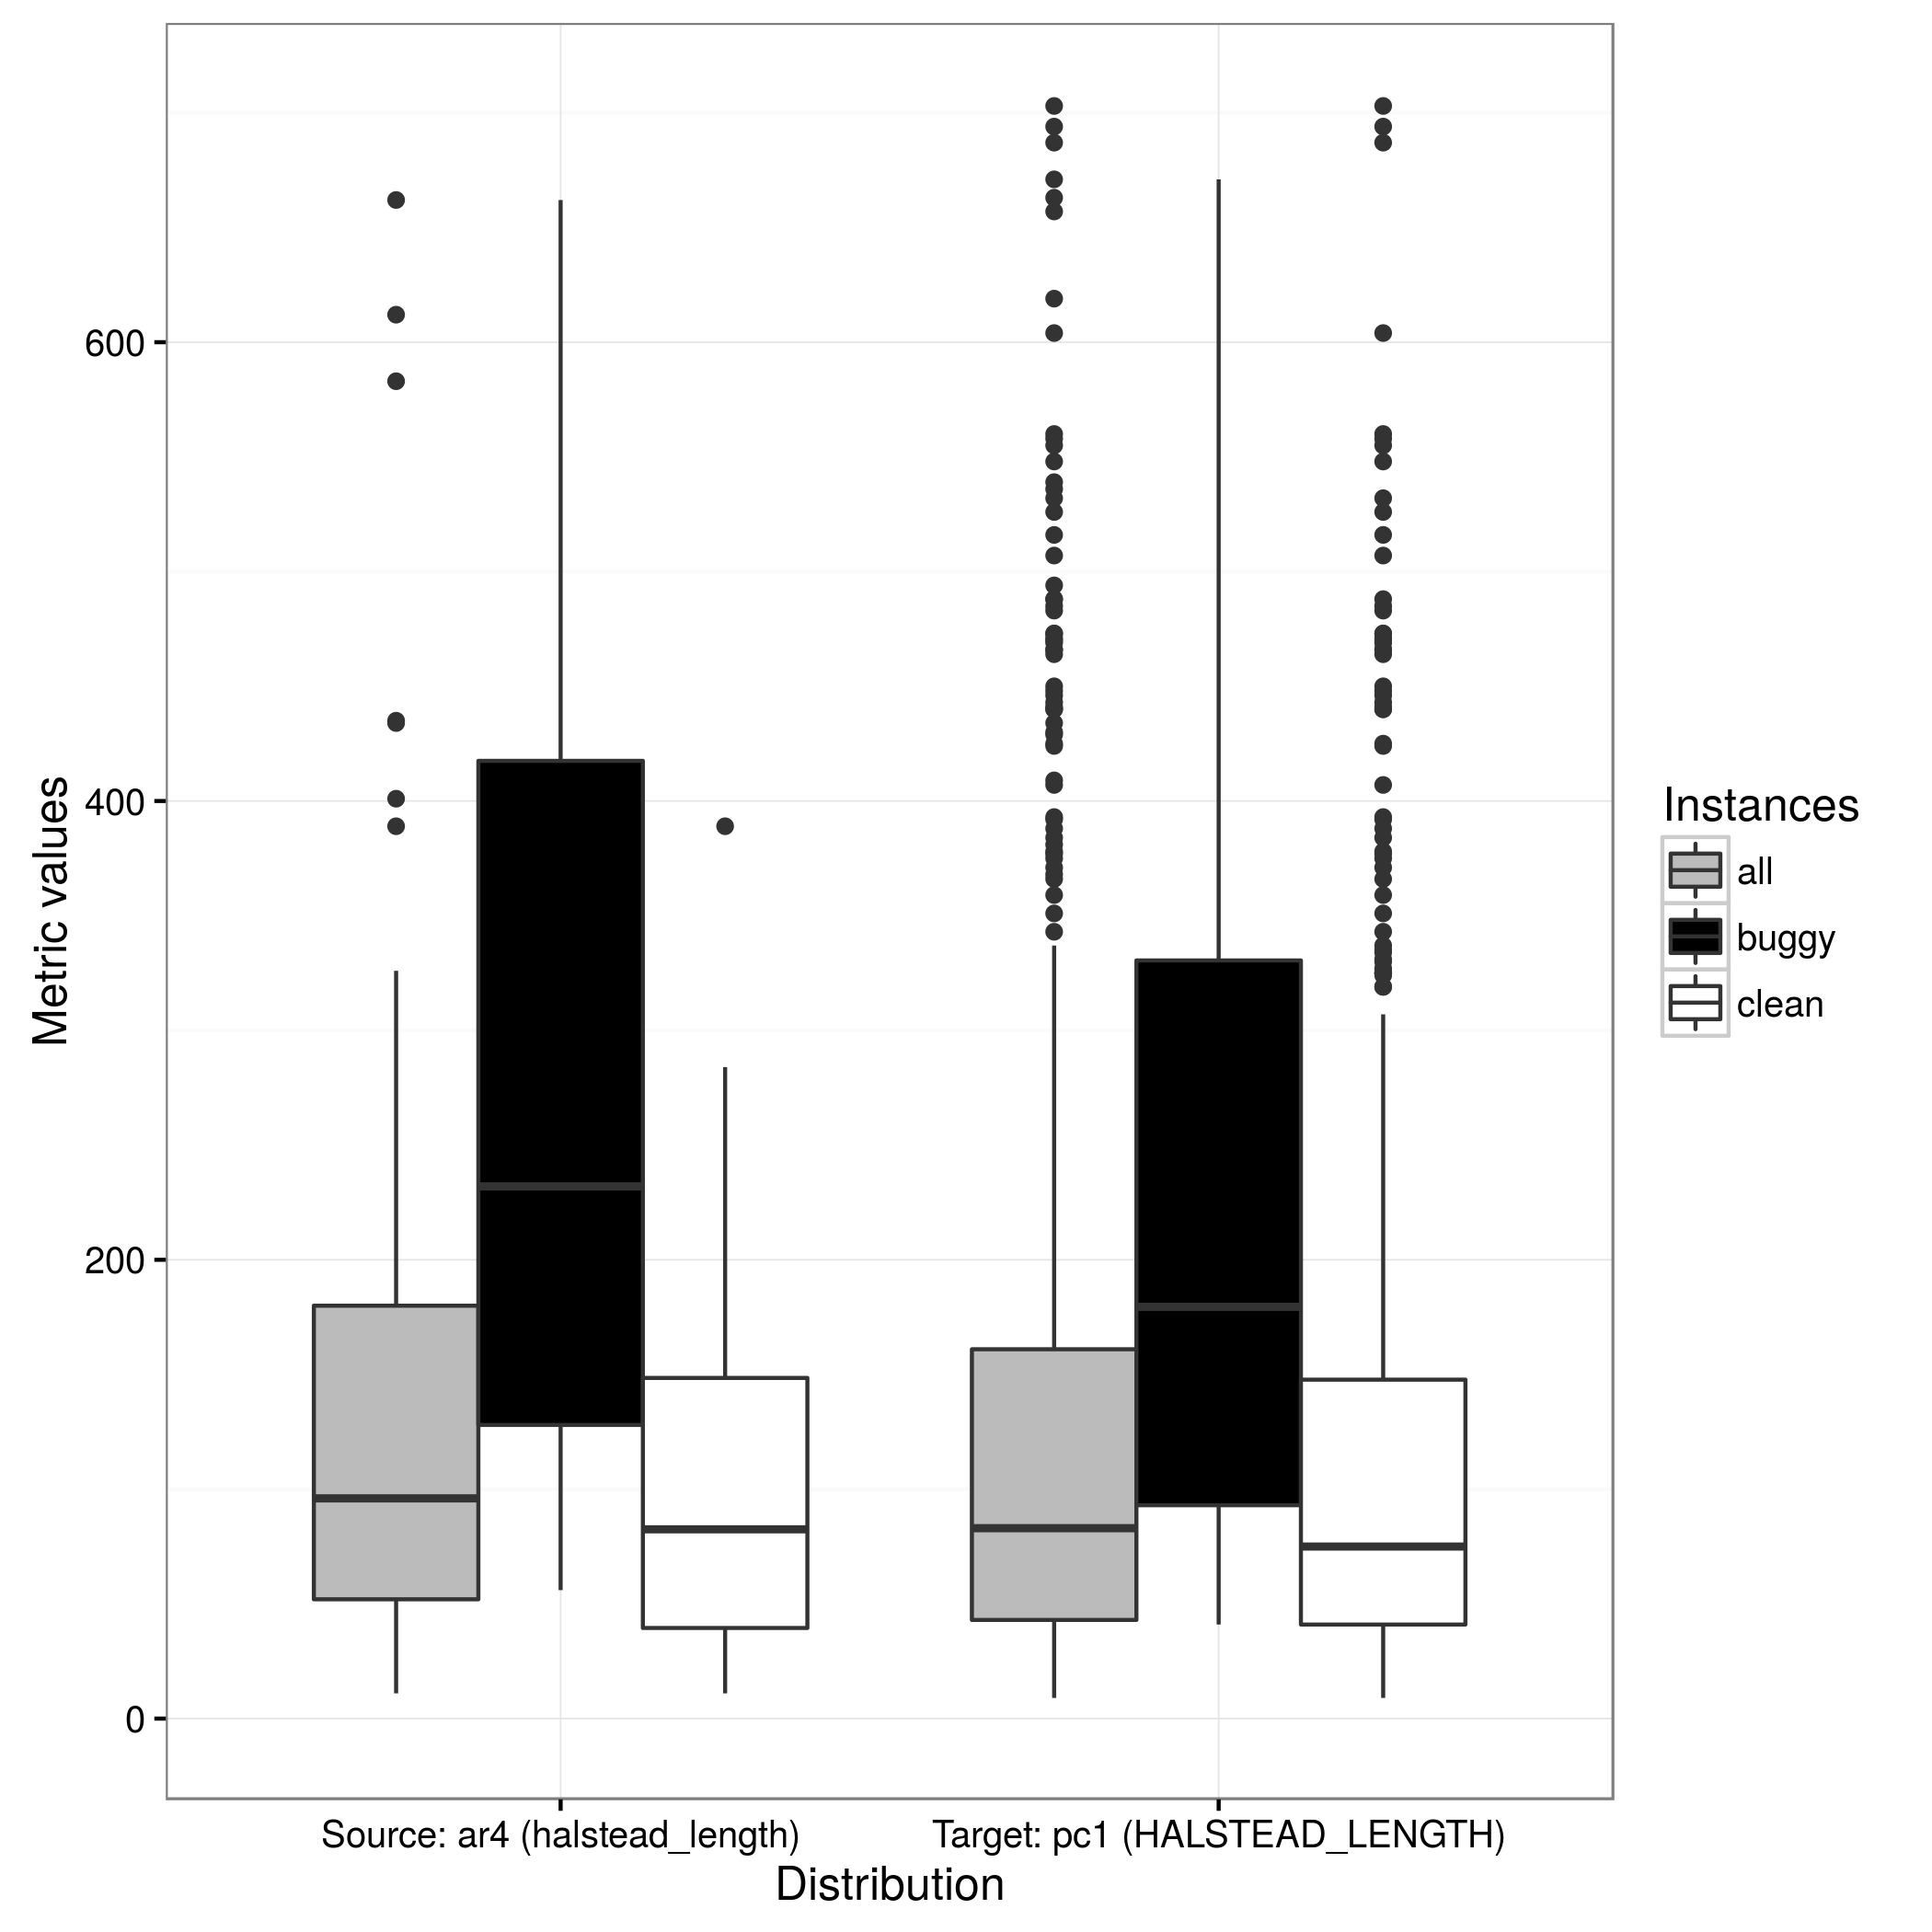 Metric values
600
400
200
0
Source: ar4 (halstead_length)
Target: pc1 (HALSTEAD_LENGTH)
Distribution
Instances
all
buggy
clean